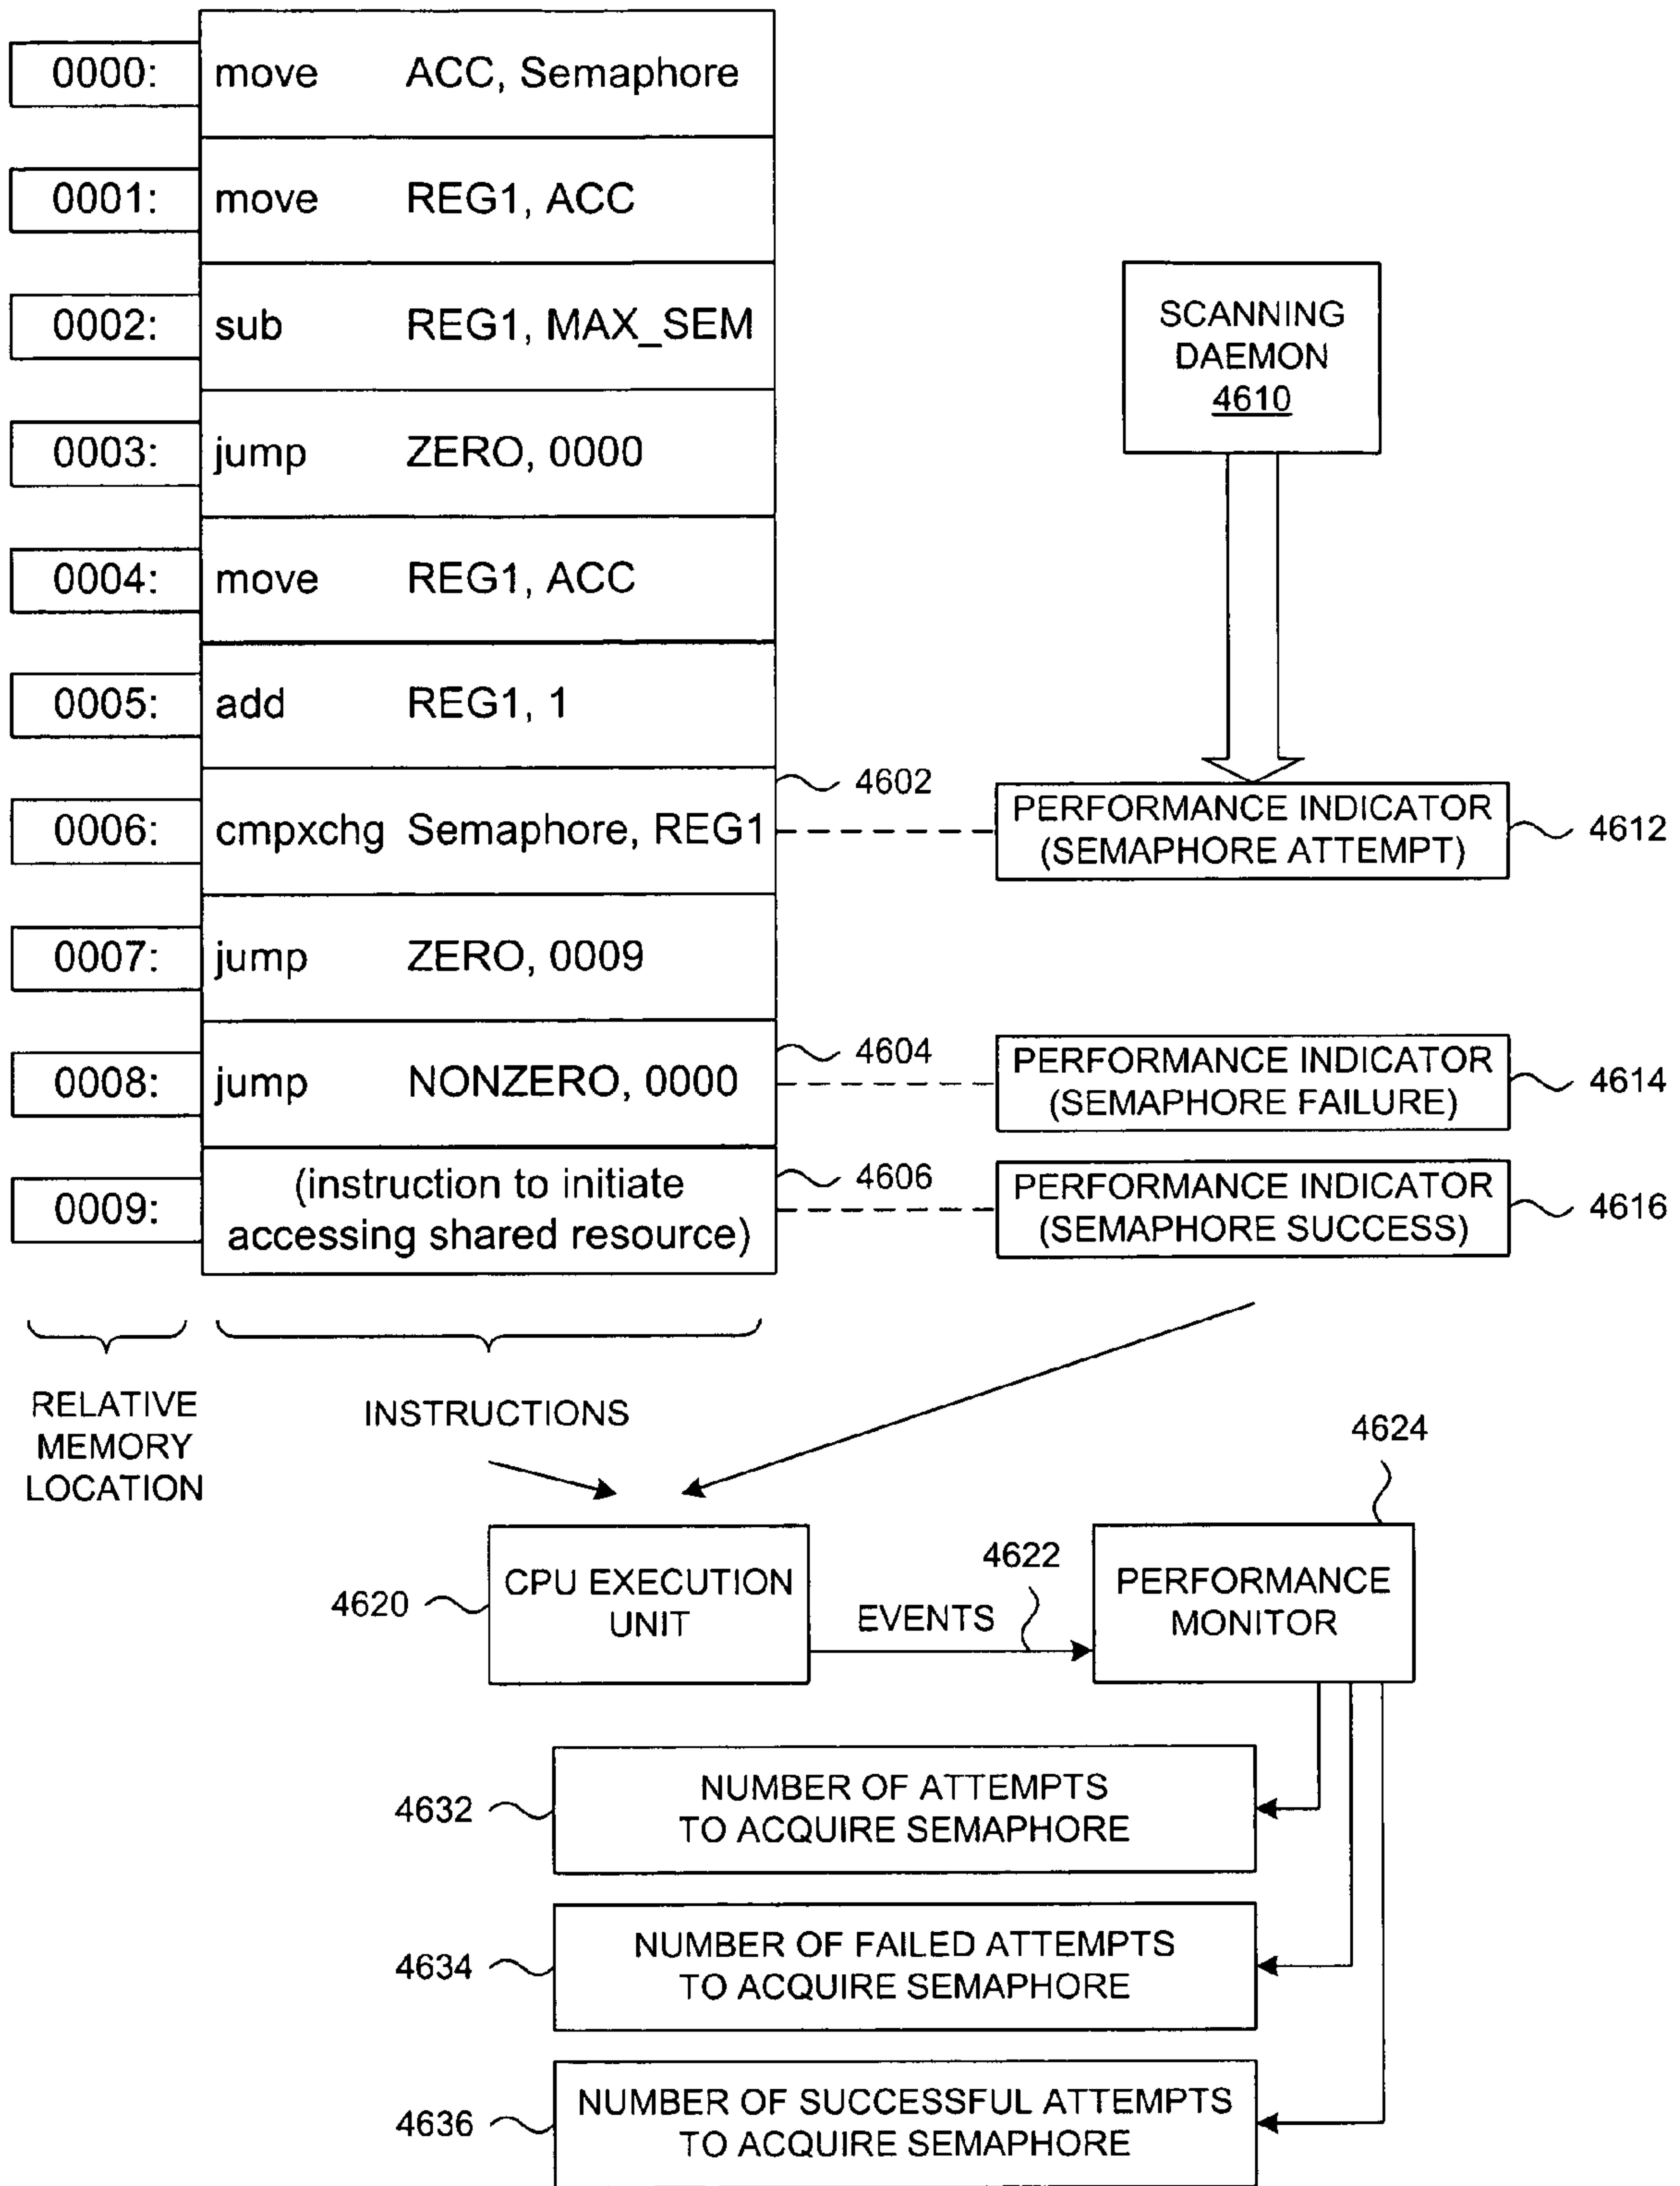 0000: move ACC, Semaphore
0001: move REG1, ACC
0002: sub REG1, MAX_SEM
0003: jump ZERO, 0000
0004: move REG1, ACC
0005: add REG1, 1
0006: cmpxchg Semaphore, REG1
0007: jump ZERO, 0009
0008: jump NONZERO, 0000
0009: (instruction to initiate
accessing shared resource)
4602
4604
4606
SCANNING
DAEMON
4610
PERFORMANCE INDICATOR
(SEMAPHORE ATTEMPT)
4612
PERFORMANCE INDICATOR
(SEMAPHORE FAILURE)
4614
PERFORMANCE INDICATOR
(SEMAPHORE SUCCESS)
4616
RELATIVE
MEMORY
LOCATION
INSTRUCTIONS
4620
CPU EXECUTION
UNIT
EVENTS
4622
4624
PERFORMANCE
MONITOR
4632
NUMBER OF ATTEMPTS
TO ACQUIRE SEMAPHORE
4634
NUMBER OF FAILED ATTEMPTS
TO ACQUIRE SEMAPHORE
4636
NUMBER OF SUCCESSFUL ATTEMPTS
TO ACQUIRE SEMAPHORE